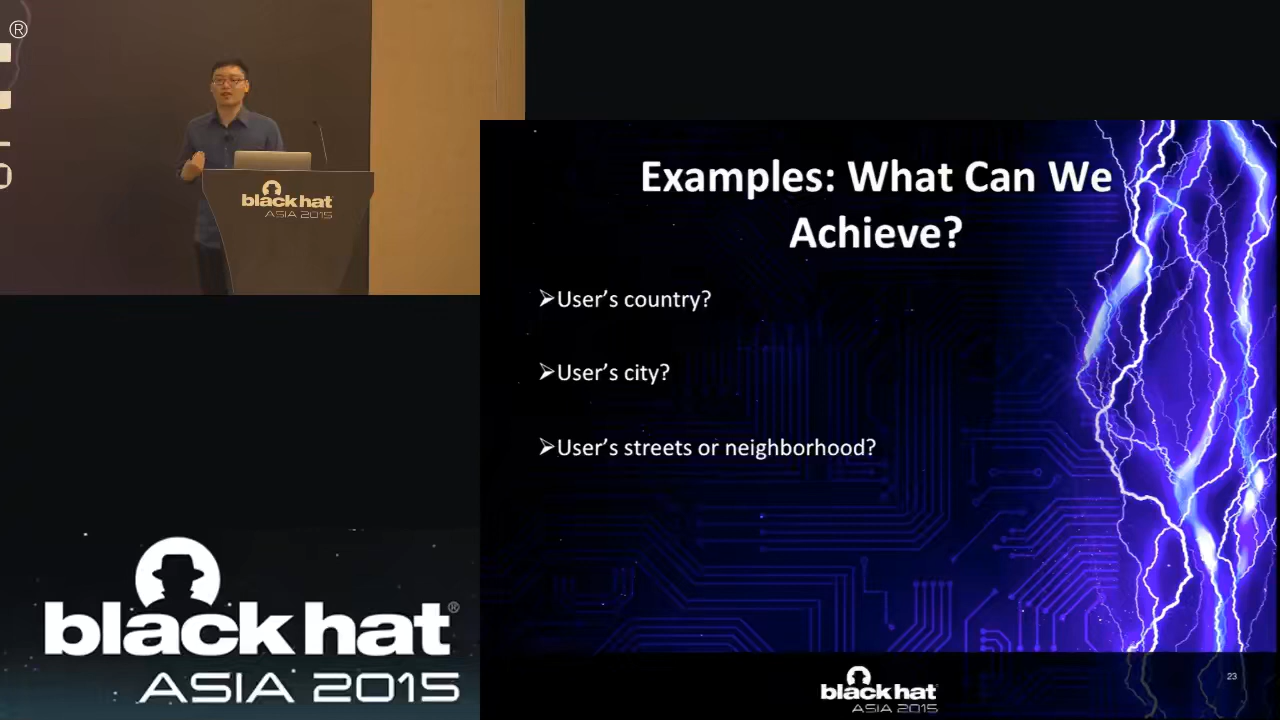 ®
black hat
ASIA 2015
Examples: What Can We
Achieve?
➢User's country?
➢User's city?
➢User's streets or neighborhood?
black hat®
ASIA 2015
black hat
ASIA 2015
23